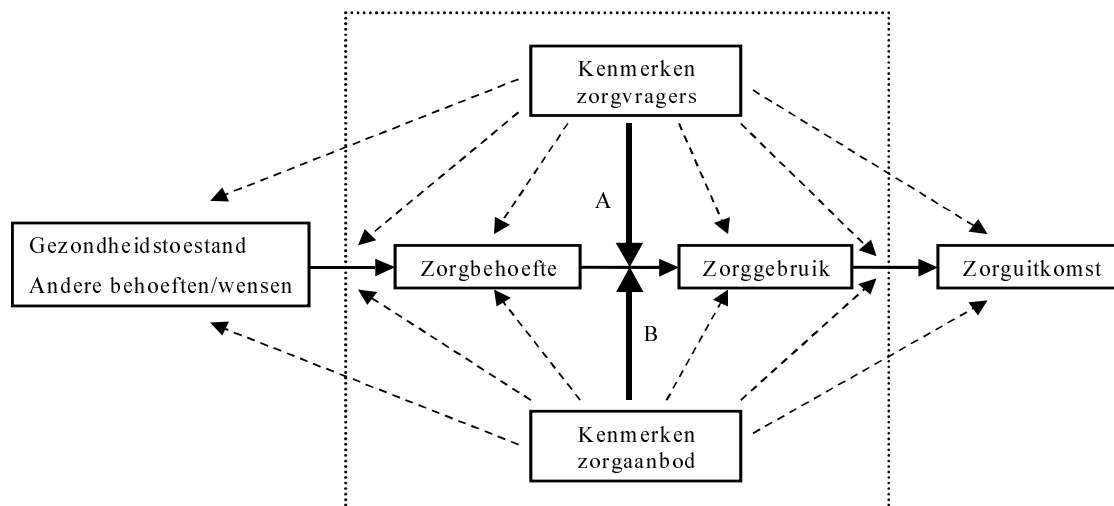 Kenmerken
zorgvragers
A
Gezondheidstoestand
Andere behoeften/wensen
Zorgbehoefte
Zorggebruik
Zorguitkomst
B
Kenmerken
zorgaanbod